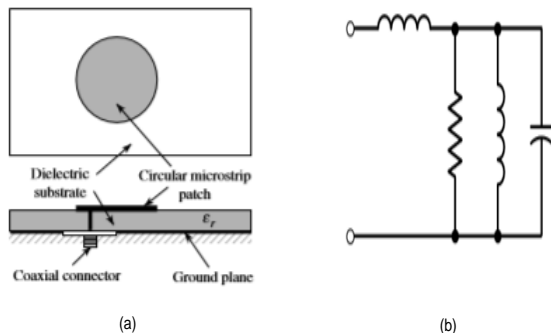 Dielectric
substrate
Circular microstrip
patch
εr
Coaxial connector
Ground plane
(a)
(b)